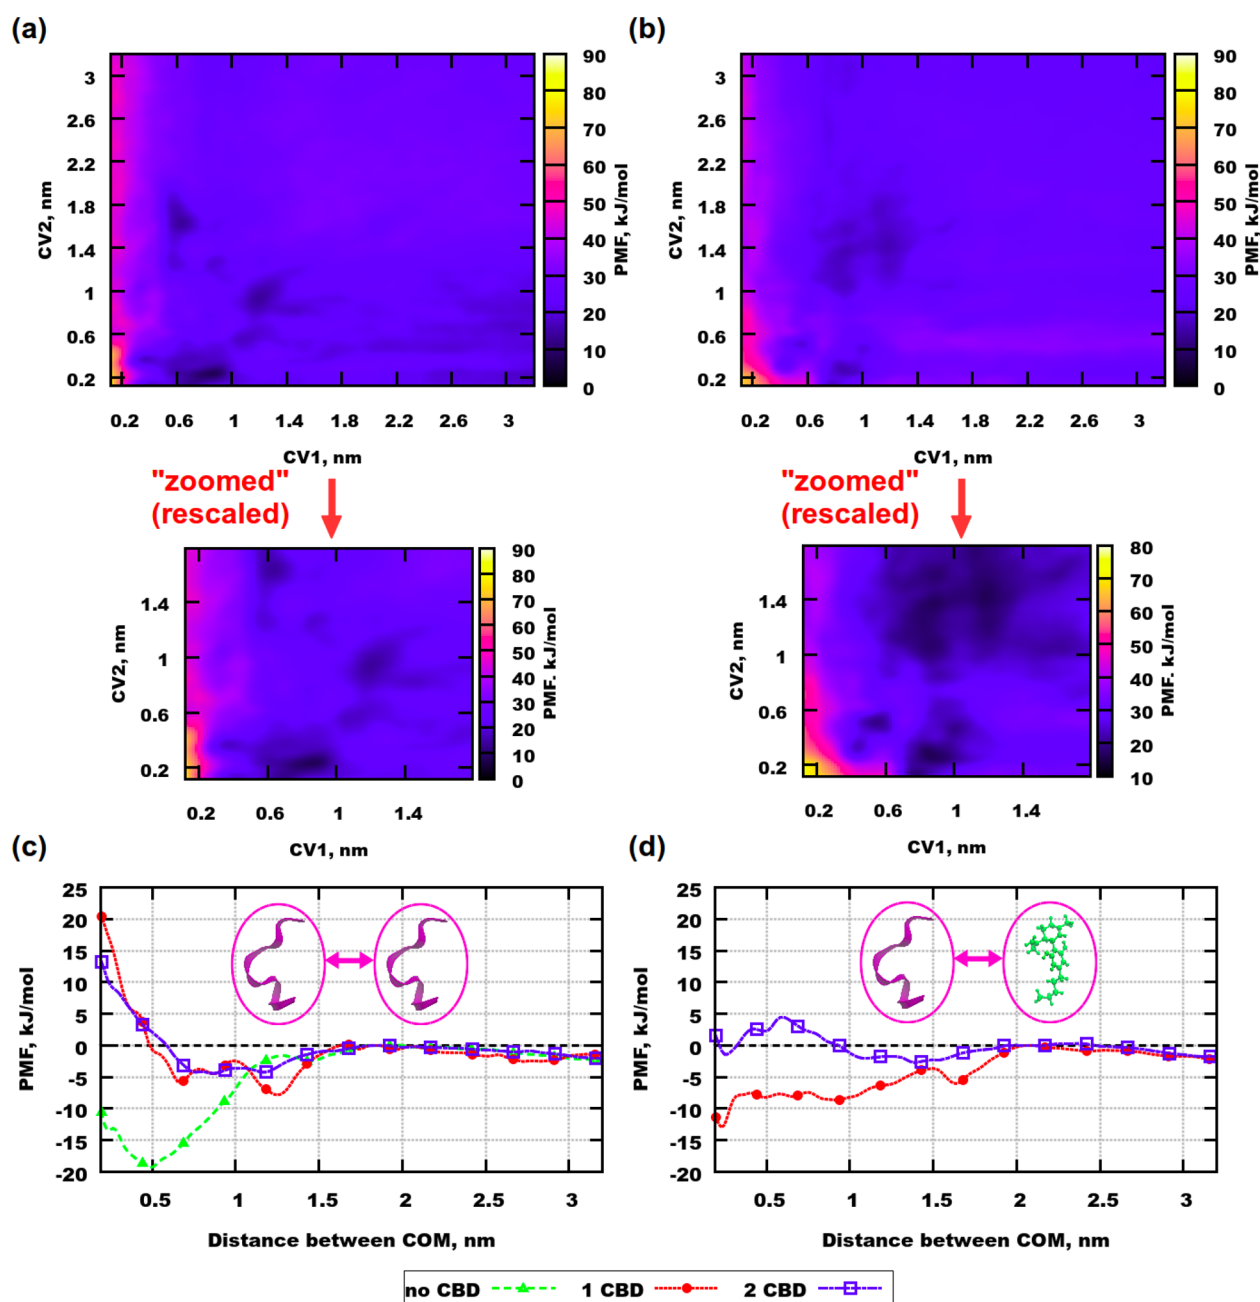 (a)
3
2.6
2.2
1.8
1.4
1
0.6
0.2
CV2, nm
0.2 0.6 1 1.4 1.8 2.2 2.6 3
CV1, nm
90
80
70
60
50
40
30
20
10
0
PMF, kJ/mol
(b)
3
2.6
2.2
1.8
1.4
1
0.6
0.2
CV2, nm
0.2 0.6 1 1.4 1.8 2.2 2.6 3
CV1, nm
90
80
70
60
50
40
30
20
10
0
PMF, kJ/mol
"zoomed"
(rescaled)
1.4
1
0.6
0.2
CV2, nm
0.2 0.6 1 1.4
CV1, nm
90
80
70
60
50
40
30
20
10
0
PMF. kJ/mol
"zoomed"
(rescaled)
1.4
1
0.6
0.2
CV2, nm
0.2 0.6 1 1.4
CV1, nm
80
70
60
50
40
30
20
10
PMF. kJ/mol
(c)
25
20
15
10
5
0
-5
-10
-15
-20
PMF, kJ/mol
0.5 1 1.5 2 2.5 3
Distance between COM, nm
(d)
25
20
15
10
5
0
-5
-10
-15
-20
PMF, kJ/mol
0.5 1 1.5 2 2.5 3
Distance between COM, nm
no CBD 1 CBD 2 CBD